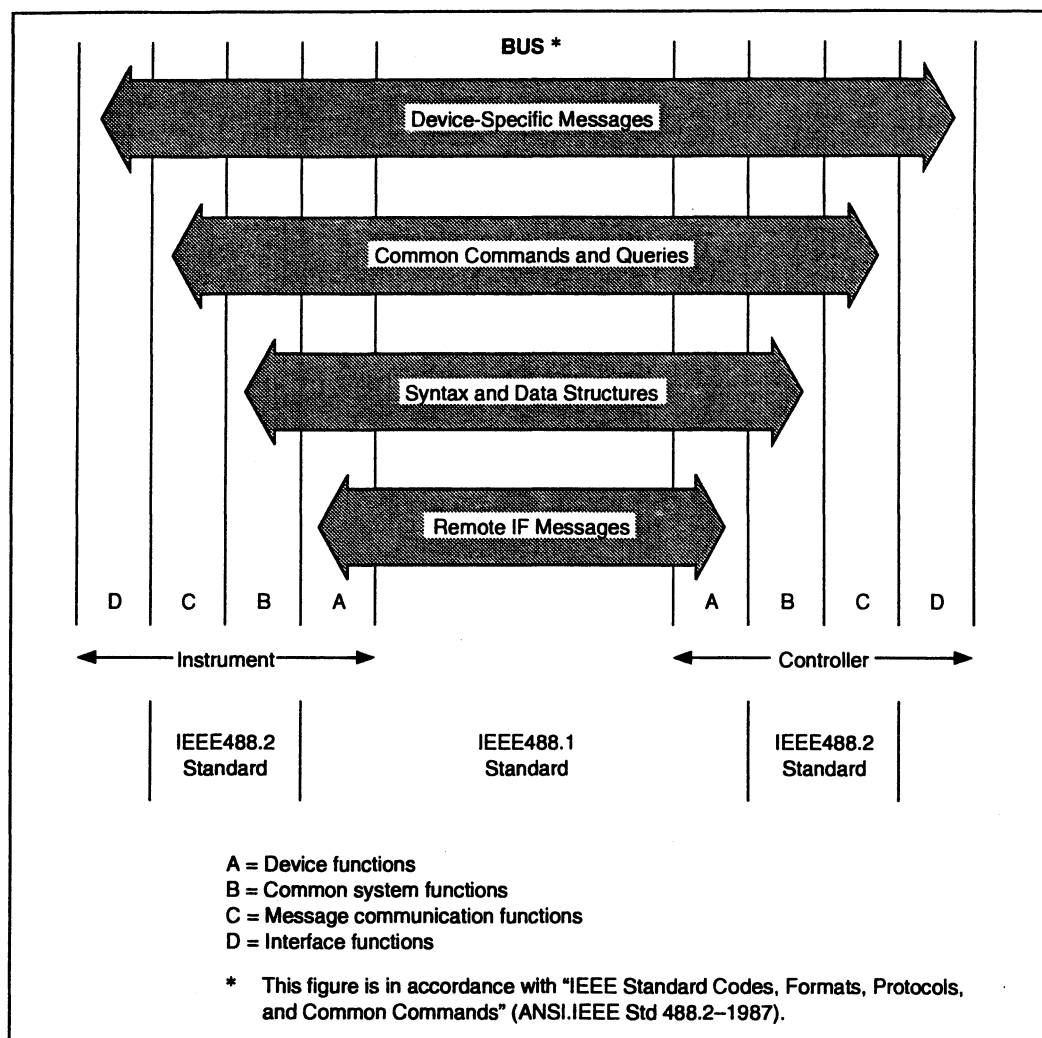 BUS *
Device-Specific Messages
Common Commands and Queries
Syntax and Data Structures
Remote IF Messages
D C B A A B C D
Instrument Controller
IEEE488.2 IEEE488.1 IEEE488.2
Standard Standard Standard
A = Device functions
B = Common system functions
C = Message communication functions
D = Interface functions
* This figure is in accordance with “IEEE Standard Codes, Formats, Protocols,
and Common Commands” (ANSI.IEEE Std 488.2–1987).